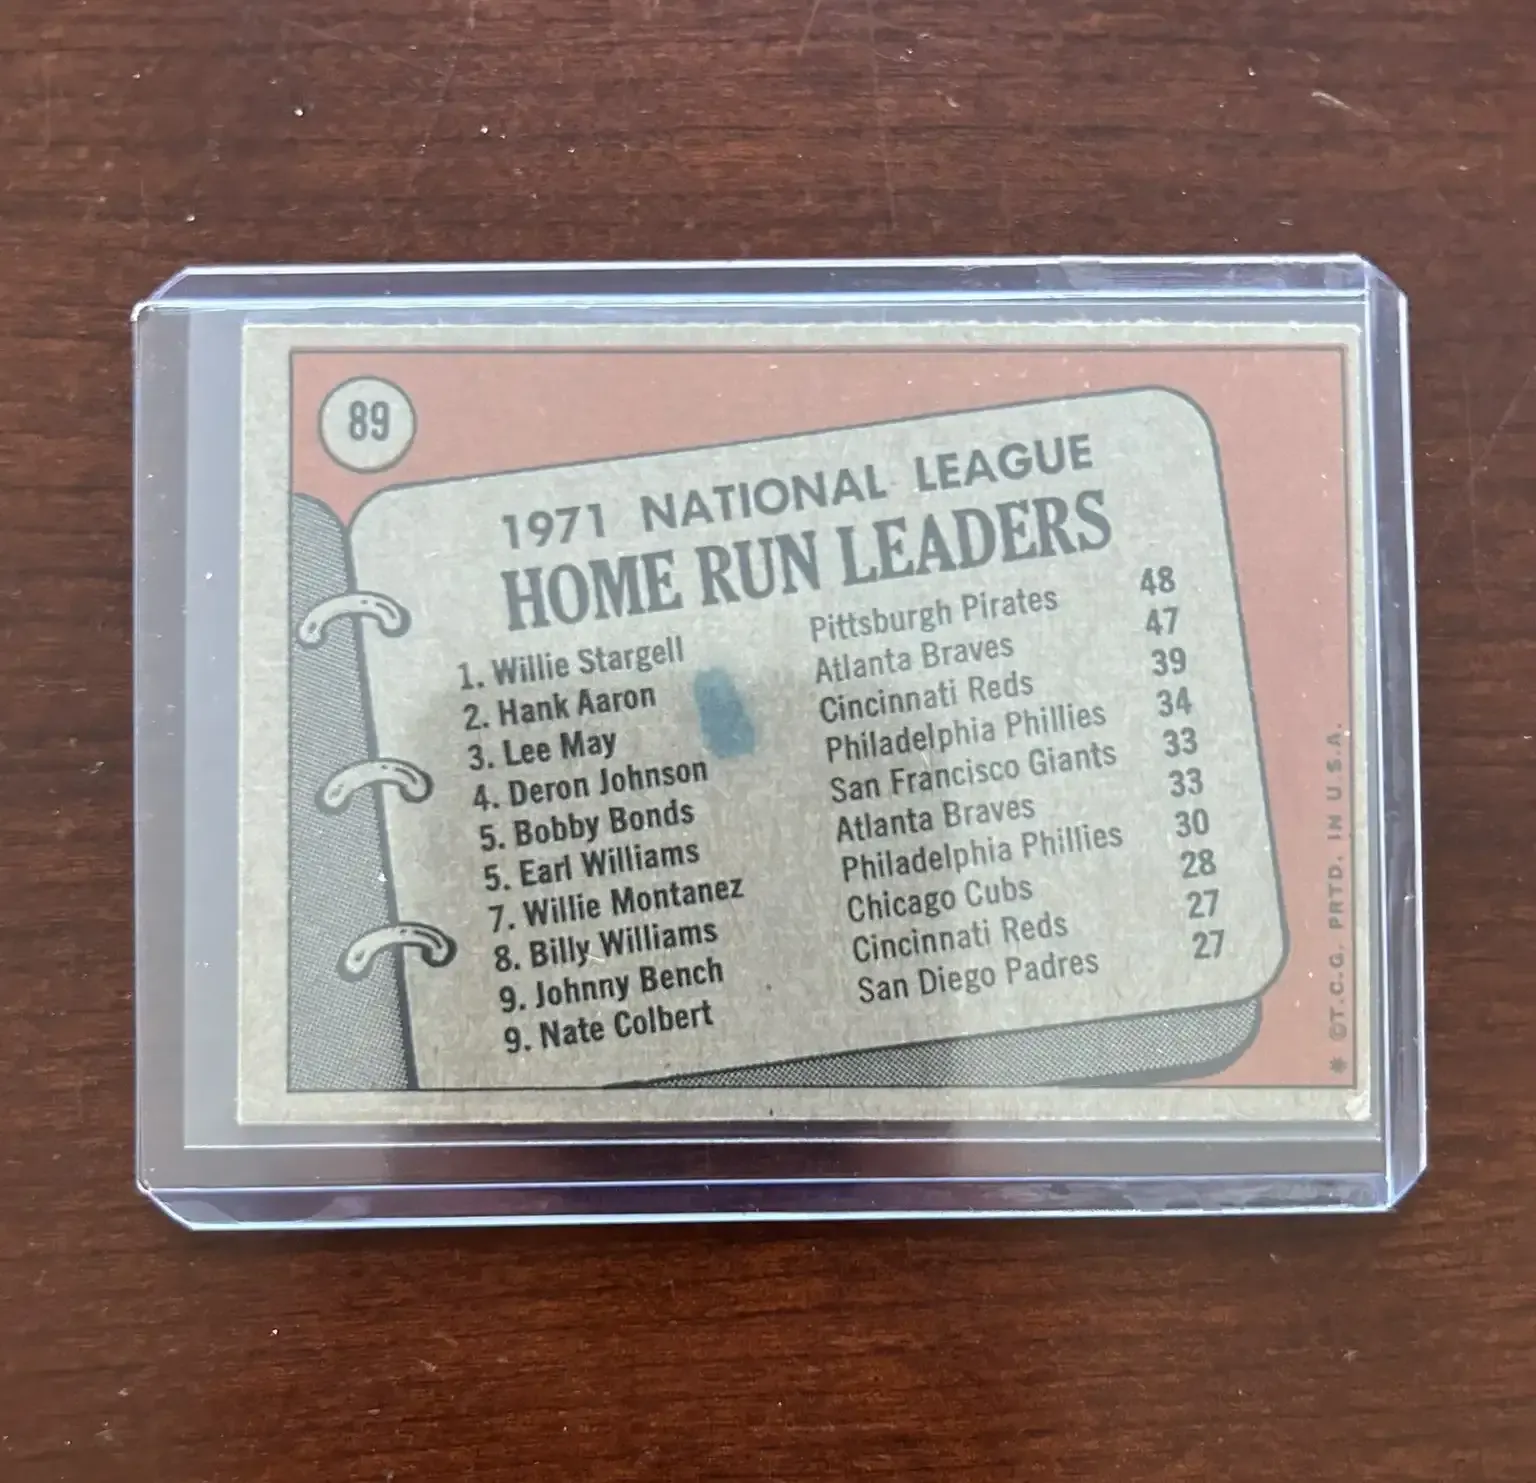 89
1971 NATIONAL LEAGUE
HOME RUN LEADERS
1. Willie Stargell Pittsburgh Pirates 48
2. Hank Aaron Atlanta Braves 47
3. Lee May Cincinnati Reds 39
4. Deron Johnson Philadelphia Phillies 34
5. Bobby Bonds San Francisco Giants 33
5. Earl Williams Atlanta Braves 33
7. Willie Montanez Philadelphia Phillies 30
8. Billy Williams Chicago Cubs 28
9. Johnny Bench Cincinnati Reds 27
9. Nate Colbert San Diego Padres 27
* ©T.C.G. PRTD. IN U.S.A.